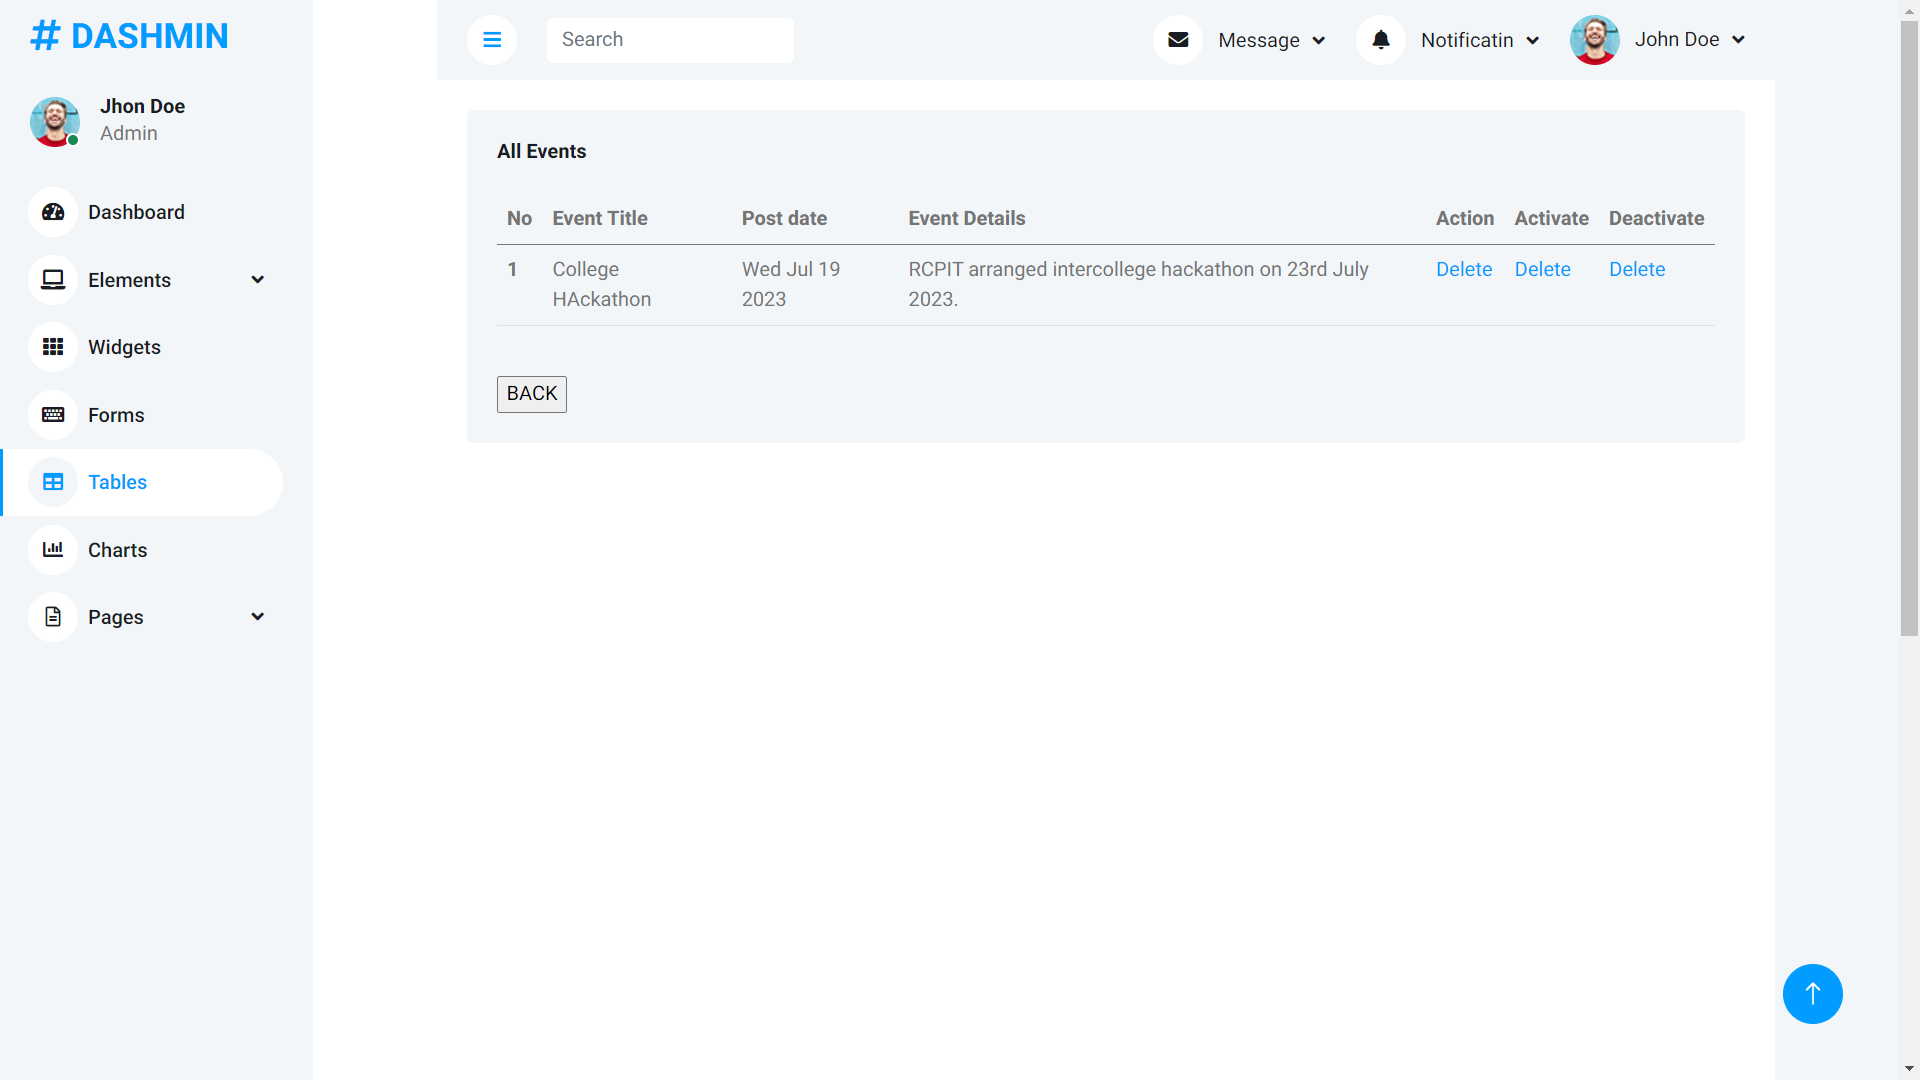 # DASHMIN
Jhon Doe
Admin
Dashboard
Elements
Widgets
Forms
Tables
Charts
Pages
Search
Message
Notificatin
John Doe
All Events
No Event Title Post date Event Details Action Activate Deactivate
1 College HAckathon Wed Jul 19 2023 RCPIT arranged intercollege hackathon on 23rd July 2023. Delete Delete Delete
BACK